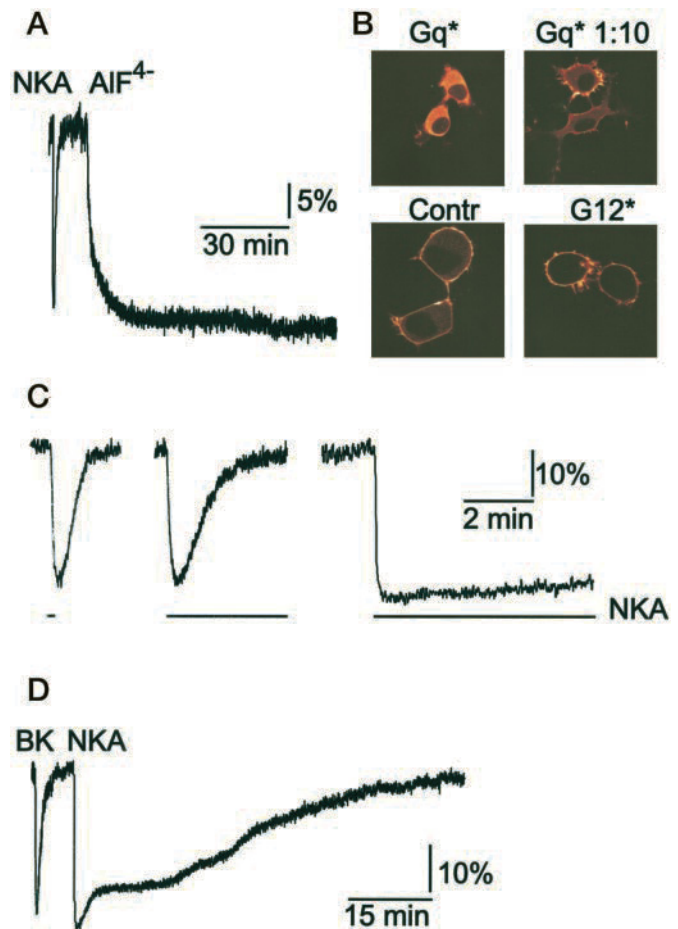 A
NKA AlF4-
5%
30 min
B
Gq* Gq* 1:10
Contr G12*
C
10%
2 min
NKA
D
BK NKA
10%
15 min